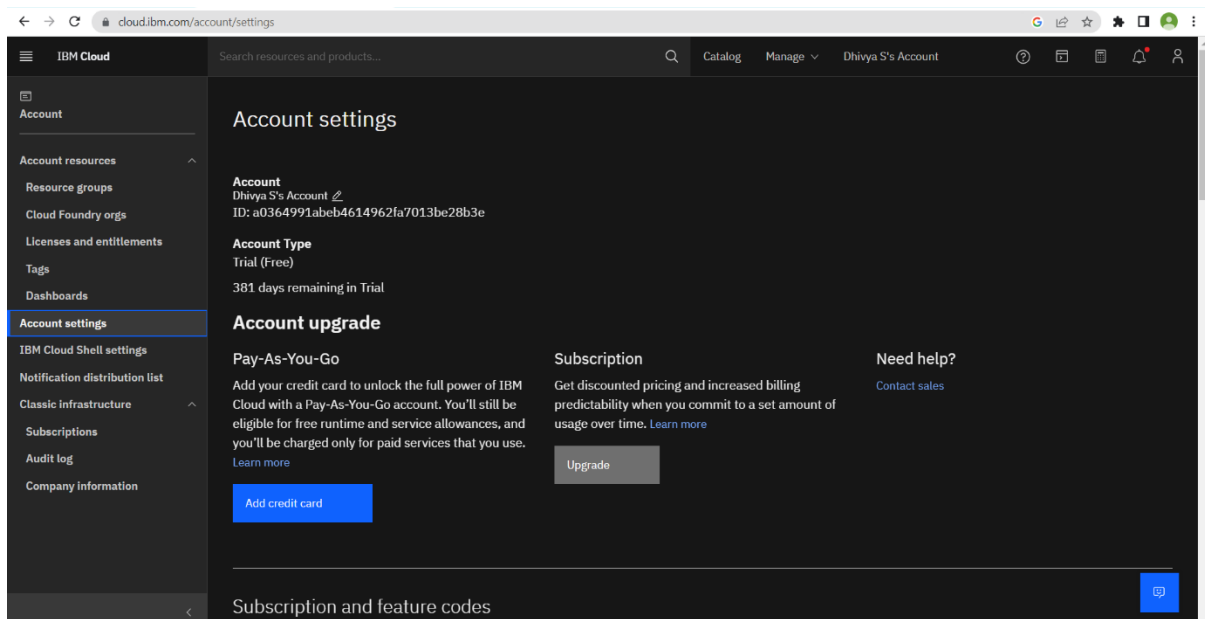 cloud.ibm.com/account/settings
IBM Cloud
Search resources and products...
Catalog
Manage
Dhivya S's Account
Account
Account resources
Resource groups
Cloud Foundry orgs
Licenses and entitlements
Tags
Dashboards
Account settings
IBM Cloud Shell settings
Notification distribution list
Classic infrastructure
Subscriptions
Audit log
Company information
Account settings
Account
Dhivya S's Account
ID: a0364991abeb4614962fa7013be28b3e
Account Type
Trial (Free)
381 days remaining in Trial
Account upgrade
Pay-As-You-Go
Add your credit card to unlock the full power of IBM
Cloud with a Pay-As-You-Go account. You'll still be
eligible for free runtime and service allowances, and
you'll be charged only for paid services that you use.
Learn more
Add credit card
Subscription
Get discounted pricing and increased billing
predictability when you commit to a set amount of
usage over time. Learn more
Upgrade
Need help?
Contact sales
Subscription and feature codes